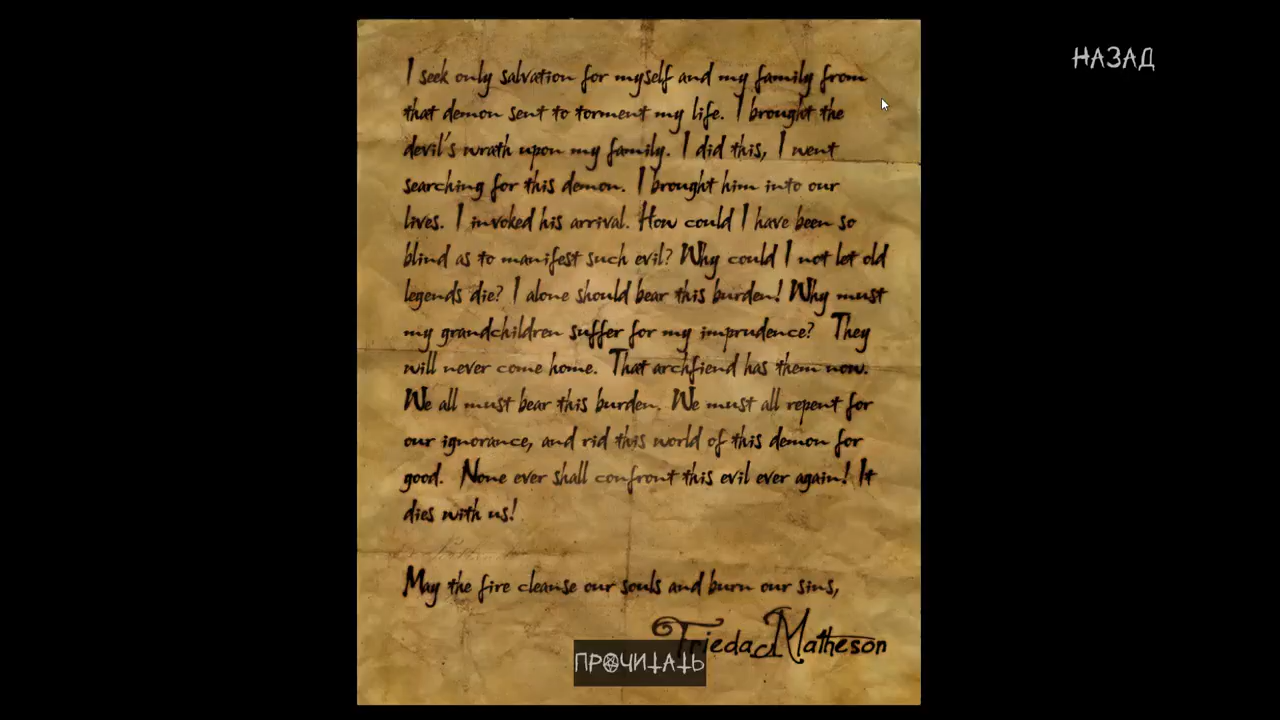 НАЗАД
I seek only salvation for myself and my family from
that demon sent to torment my life. I brought the
devil's wrath upon my family. I did this, I went
searching for this demon. I brought him into our
lives. I invoked his arrival. How could I have been so
blind as to manifest such evil? Why could I not let old
legends die? I alone should bear this burden! Why must
my grandchildren suffer for my imprudence? They
will never come home. That archfiend has them now.
We all must bear this burden. We must all repent for
our ignorance, and rid this world of this demon for
good. None ever shall confront this evil ever again! It
dies with us!
May the fire cleanse our souls and burn our sins,
Frieda Matheson
ПРОЧИТАТЬ